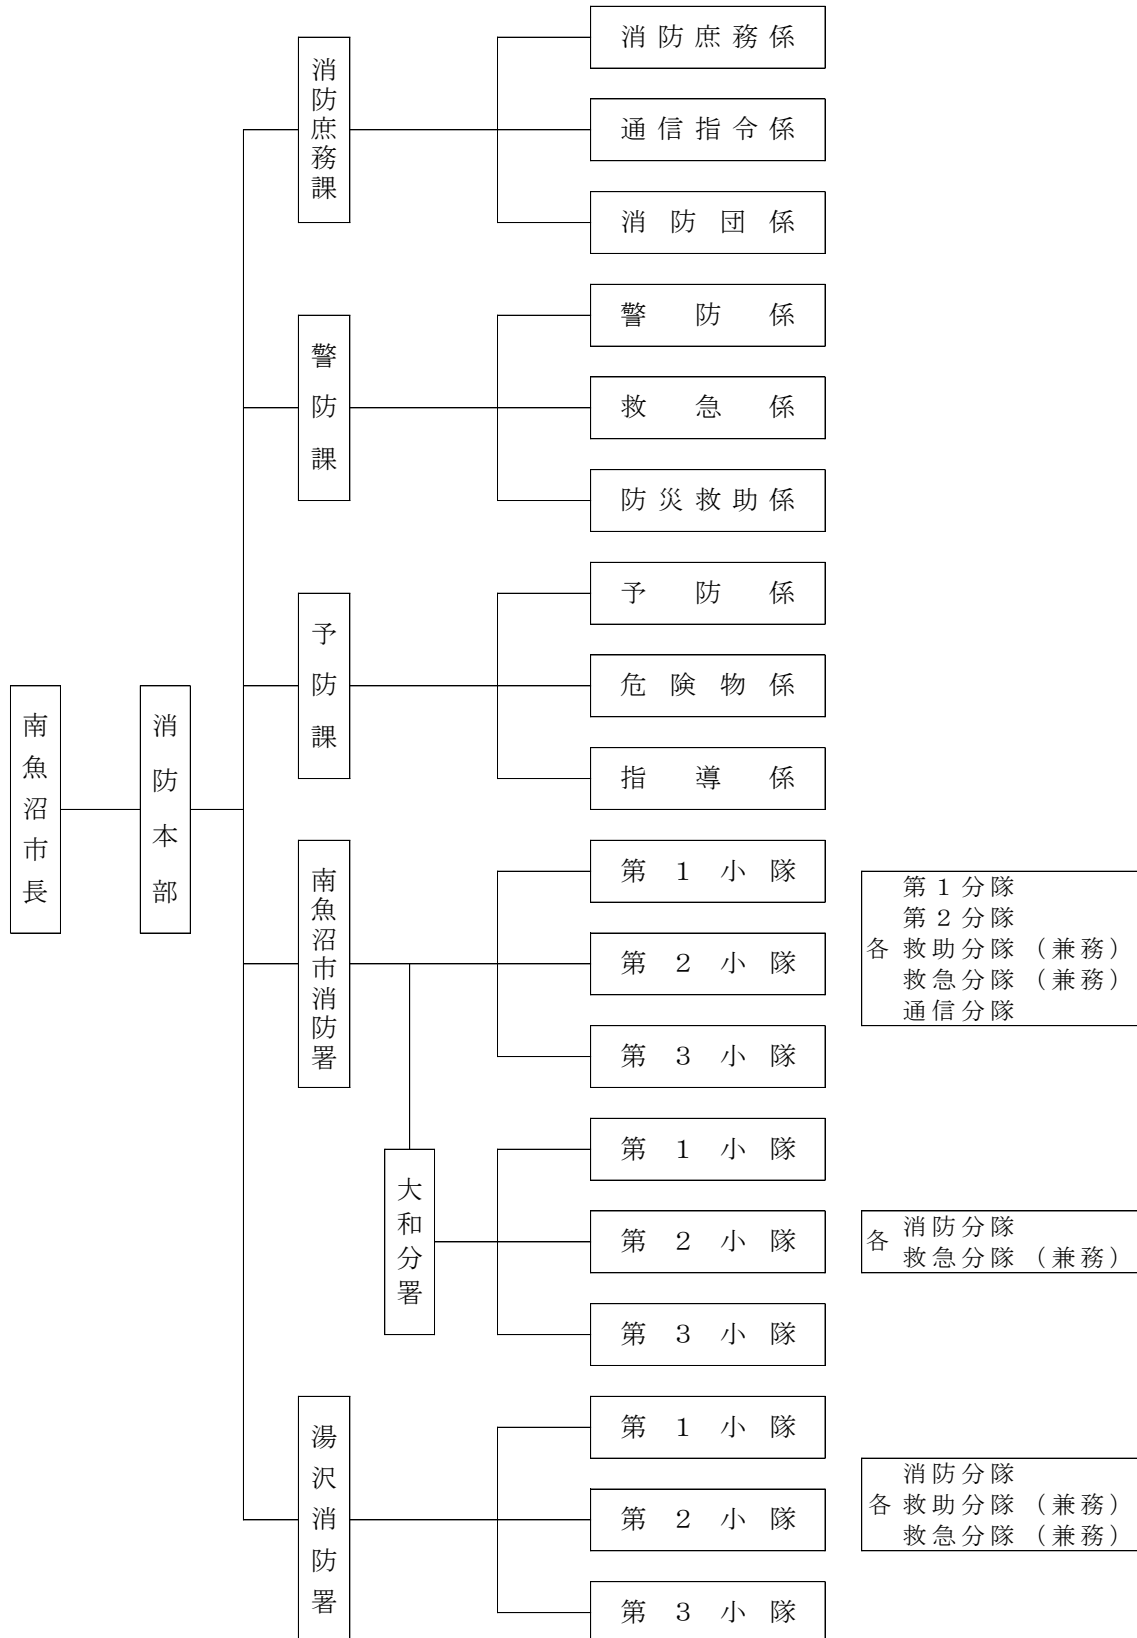 南魚沼市長
消防本部
消防庶務課
消防庶務係
通信指令係
消防団係
警防課
警防係
救急係
防災救助係
予防課
予防係
危険物係
指導係
南魚沼市消防署
第1小隊
第2小隊
第3小隊
第1分隊
第2分隊
各 救助分隊（兼務）
救急分隊（兼務）
通信分隊
大和分署
第1小隊
第2小隊
第3小隊
各 消防分隊
救急分隊（兼務）
湯沢消防署
第1小隊
第2小隊
第3小隊
消防分隊
各 救助分隊（兼務）
救急分隊（兼務）